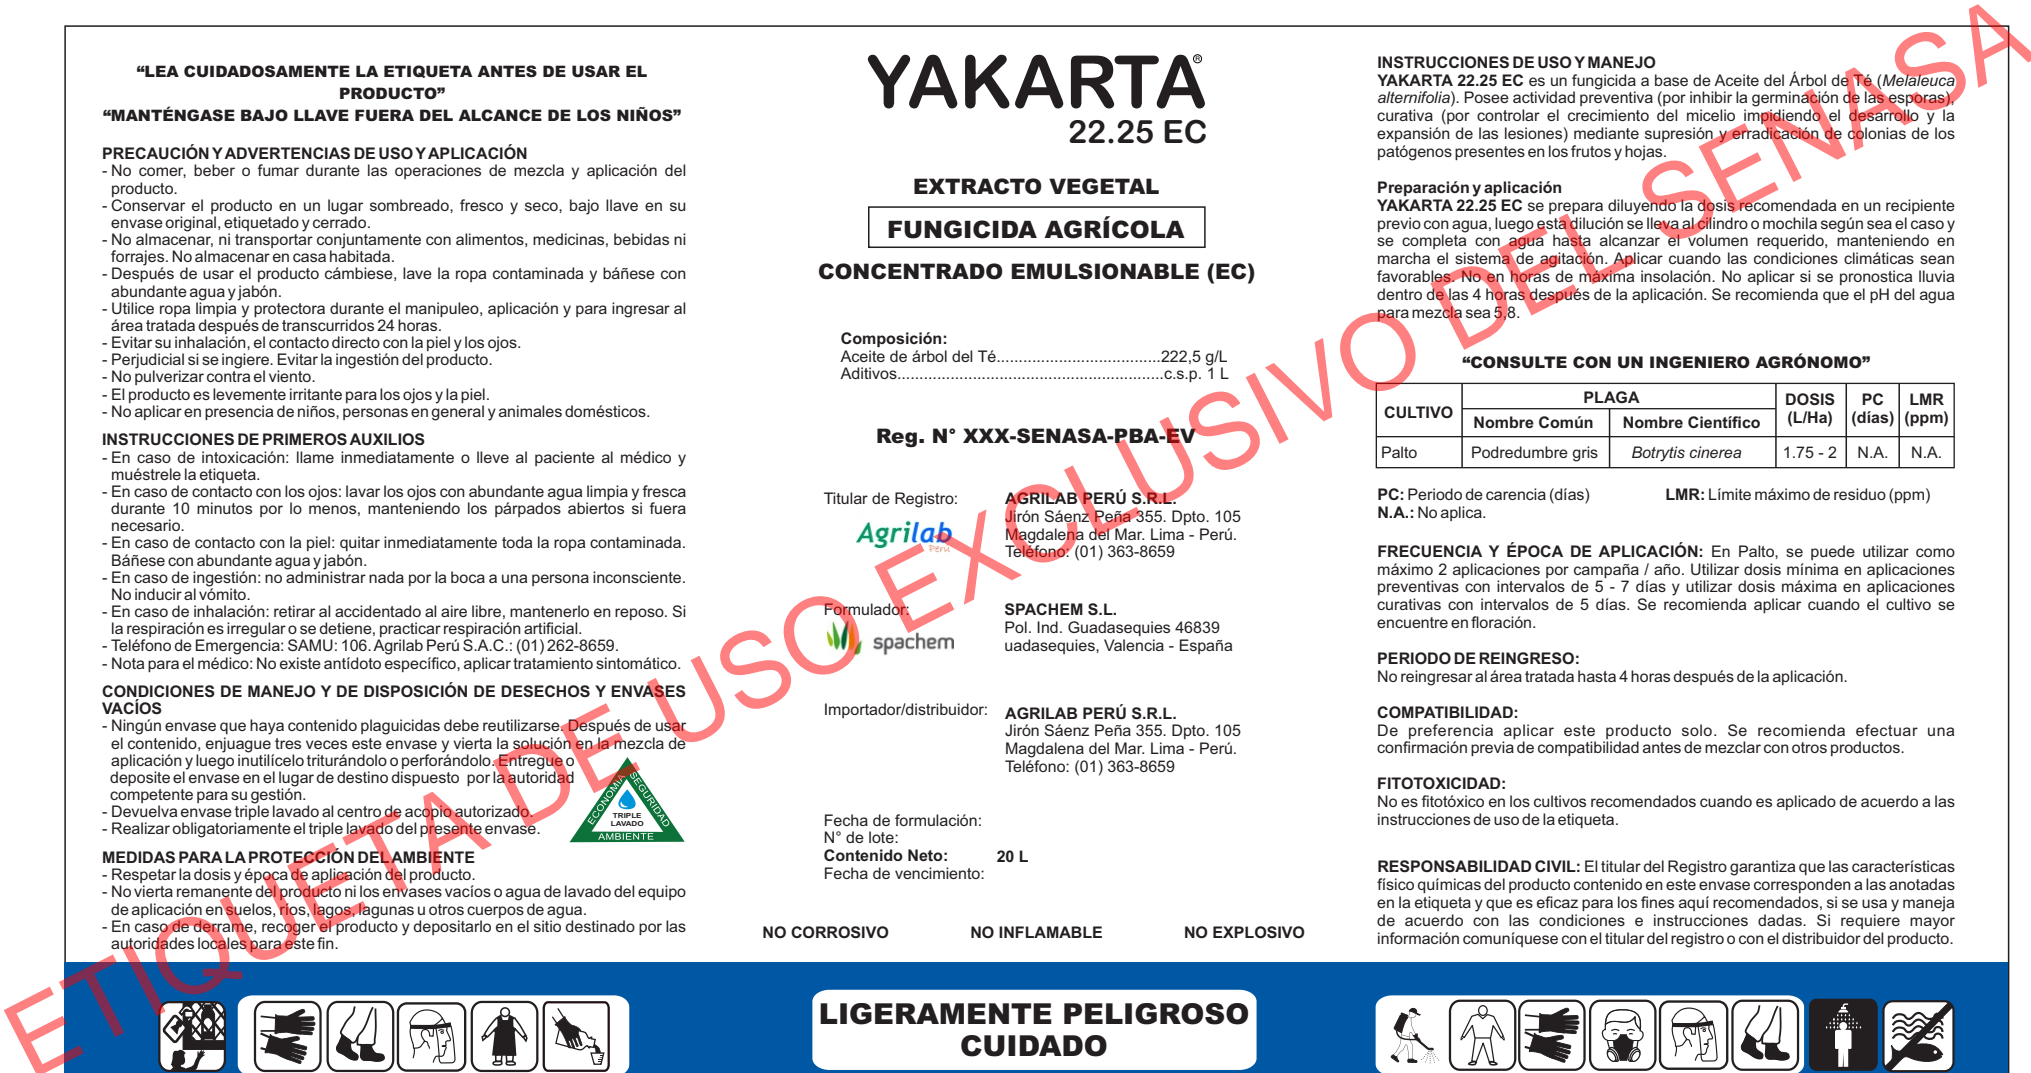 “LEA CUIDADOSAMENTE LA ETIQUETA ANTES DE USAR EL
PRODUCTO”
“MANTÉNGASE BAJO LLAVE FUERA DEL ALCANCE DE LOS NIÑOS”
PRECAUCIÓN Y ADVERTENCIAS DE USO Y APLICACIÓN
- No comer, beber o fumar durante las operaciones de mezcla y aplicación del
producto.
- Conservar el producto en un lugar sombreado, fresco y seco, bajo llave en su
envase original, etiquetado y cerrado.
- No almacenar, ni transportar conjuntamente con alimentos, medicinas, bebidas ni
forrajes. No almacenar en casa habitada.
- Después de usar el producto cámbiese, lave la ropa contaminada y báñese con
abundante agua y jabón.
- Utilice ropa limpia y protectora durante el manipuleo, aplicación y para ingresar al
área tratada después de transcurridos 24 horas.
- Evitar su inhalación, el contacto directo con la piel y los ojos.
- Perjudicial si se ingiere. Evitar la ingestión del producto.
- No pulverizar contra el viento.
- El producto es levemente irritante para los ojos y la piel.
- No aplicar en presencia de niños, personas en general y animales domésticos.
INSTRUCCIONES DE PRIMEROS AUXILIOS
- En caso de intoxicación: llame inmediatamente o lleve al paciente al médico y
muéstrele la etiqueta.
- En caso de contacto con los ojos: lavar los ojos con abundante agua limpia y fresca
durante 10 minutos por lo menos, manteniendo los párpados abiertos si fuera
necesario.
- En caso de contacto con la piel: quitar inmediatamente toda la ropa contaminada.
Báñese con abundante agua y jabón.
- En caso de ingestión: no administrar nada por la boca a una persona inconsciente.
No inducir al vómito.
- En caso de inhalación: retirar al accidentado al aire libre, mantenerlo en reposo. Si
la respiración es irregular o se detiene, practicar respiración artificial.
- Teléfono de Emergencia: SAMU: 106. Agrilab Perú S.A.C.: (01) 262-8659.
- Nota para el médico: No existe antídoto específico, aplicar tratamiento sintomático.
CONDICIONES DE MANEJO Y DE DISPOSICIÓN DE DESECHOS Y ENVASES
VACÍOS
- Ningún envase que haya contenido plaguicidas debe reutilizarse. Después de usar
el contenido, enjuague tres veces este envase y vierta la solución en la mezcla de
aplicación y luego inutilícelo triturándolo o perforándolo. Entregue o
deposite el envase en el lugar de destino dispuesto por la autoridad
competente para su gestión.
- Devuelva envase triple lavado al centro de acopio autorizado.
- Realizar obligatoriamente el triple lavado del presente envase.
ECONOMIA
SEGURIDAD
TRIPLE
LAVADO
AMBIENTE
MEDIDAS PARA LA PROTECCIÓN DEL AMBIENTE
- Respetar la dosis y época de aplicación del producto.
- No vierta remanente del producto ni los envases vacíos o agua de lavado del equipo
de aplicación en suelos, ríos, lagos, lagunas u otros cuerpos de agua.
- En caso de derrame, recoger el producto y depositarlo en el sitio destinado por las
autoridades locales para este fin.
YAKARTA®
22.25 EC
EXTRACTO VEGETAL
FUNGICIDA AGRÍCOLA
CONCENTRADO EMULSIONABLE (EC)
Composición:
Aceite de árbol del Té.....................................222,5 g/L
Aditivos............................................................c.s.p. 1 L
Reg. N° XXX-SENASA-PBA-EV
Titular de Registro: AGRILAB PERÚ S.R.L.
Jirón Sáenz Peña 355. Dpto. 105
Magdalena del Mar. Lima - Perú.
Teléfono: (01) 363-8659
Agrilab
Perú
Formulador: SPACHEM S.L.
Pol. Ind. Guadasequies 46839
uadasequies, Valencia - España
spachem
Importador/distribuidor: AGRILAB PERÚ S.R.L.
Jirón Sáenz Peña 355. Dpto. 105
Magdalena del Mar. Lima - Perú.
Teléfono: (01) 363-8659
Fecha de formulación:
N° de lote:
Contenido Neto: 20 L
Fecha de vencimiento:
NO CORROSIVO NO INFLAMABLE NO EXPLOSIVO
INSTRUCCIONES DE USO Y MANEJO
YAKARTA 22.25 EC es un fungicida a base de Aceite del Árbol de Té (Melaleuca
alternifolia). Posee actividad preventiva (por inhibir la germinación de las esporas),
curativa (por controlar el crecimiento del micelio impidiendo el desarrollo y la
expansión de las lesiones) mediante supresión y erradicación de colonias de los
patógenos presentes en los frutos y hojas.
Preparación y aplicación
YAKARTA 22.25 EC se prepara diluyendo la dosis recomendada en un recipiente
previo con agua, luego esta dilución se lleva al cilindro o mochila según sea el caso y
se completa con agua hasta alcanzar el volumen requerido, manteniendo en
marcha el sistema de agitación. Aplicar cuando las condiciones climáticas sean
favorables. No en horas de máxima insolación. No aplicar si se pronostica lluvia
dentro de las 4 horas después de la aplicación. Se recomienda que el pH del agua
para mezcla sea 5,8.
“CONSULTE CON UN INGENIERO AGRÓNOMO”
CULTIVO PLAGA DOSIS (L/Ha) PC (días) LMR (ppm)
Nombre Común Nombre Científico
Palto Podredumbre gris Botrytis cinerea 1.75 - 2 N.A. N.A.
PC: Periodo de carencia (días) LMR: Límite máximo de residuo (ppm)
N.A.: No aplica.
FRECUENCIA Y ÉPOCA DE APLICACIÓN: En Palto, se puede utilizar como
máximo 2 aplicaciones por campaña / año. Utilizar dosis mínima en aplicaciones
preventivas con intervalos de 5 - 7 días y utilizar dosis máxima en aplicaciones
curativas con intervalos de 5 días. Se recomienda aplicar cuando el cultivo se
encuentre en floración.
PERIODO DE REINGRESO:
No reingresar al área tratada hasta 4 horas después de la aplicación.
COMPATIBILIDAD:
De preferencia aplicar este producto solo. Se recomienda efectuar una
confirmación previa de compatibilidad antes de mezclar con otros productos.
FITOTOXICIDAD:
No es fitotóxico en los cultivos recomendados cuando es aplicado de acuerdo a las
instrucciones de uso de la etiqueta.
RESPONSABILIDAD CIVIL: El titular del Registro garantiza que las características
físico químicas del producto contenido en este envase corresponden a las anotadas
en la etiqueta y que es eficaz para los fines aquí recomendados, si se usa y maneja
de acuerdo con las condiciones e instrucciones dadas. Si requiere mayor
información comuníquese con el titular del registro o con el distribuidor del producto.
LIGERAMENTE PELIGROSO
CUIDADO
ETIQUETA DE USO EXCLUSIVO DEL SENASA